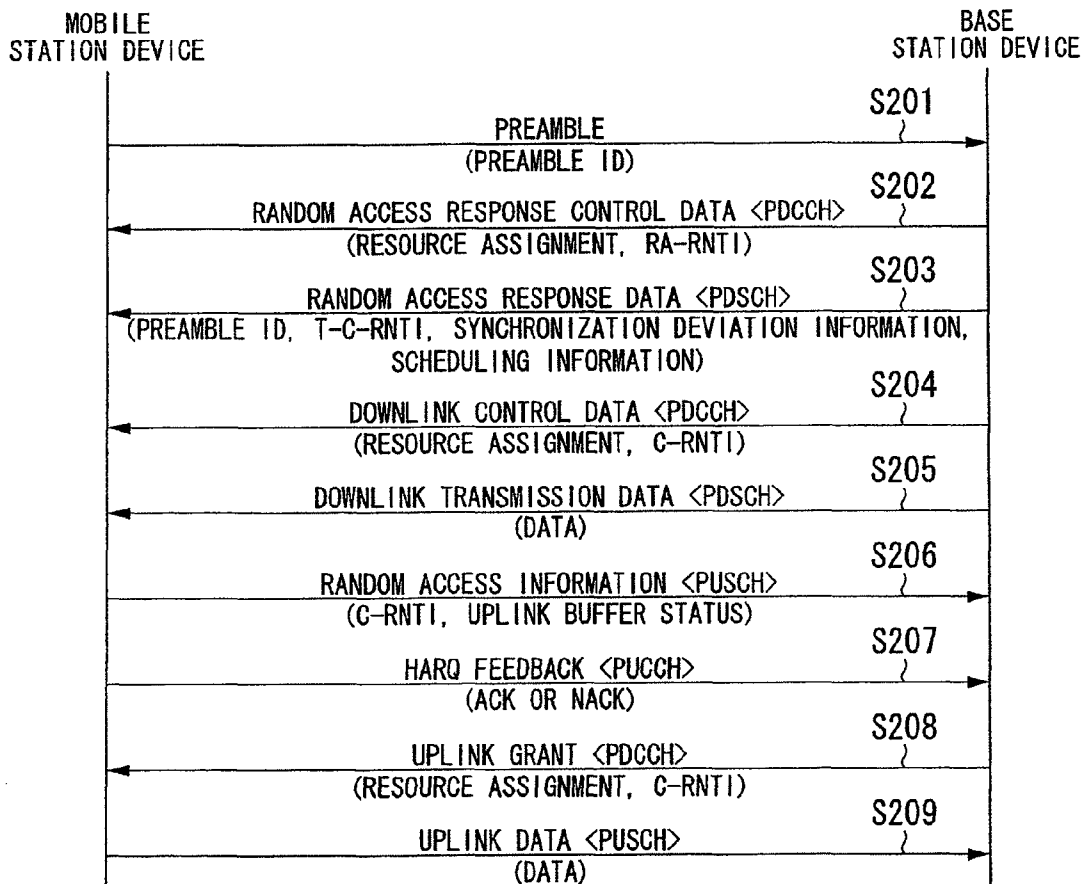 MOBILE
STATION DEVICE
BASE
STATION DEVICE
S201
PREAMBLE
(PREAMBLE ID)
S202
RANDOM ACCESS RESPONSE CONTROL DATA <PDCCH>
(RESOURCE ASSIGNMENT, RA-RNTI)
S203
RANDOM ACCESS RESPONSE DATA <PDSCH>
(PREAMBLE ID, T-C-RNTI, SYNCHRONIZATION DEVIATION INFORMATION,
SCHEDULING INFORMATION)
S204
DOWNLINK CONTROL DATA <PDCCH>
(RESOURCE ASSIGNMENT, C-RNTI)
S205
DOWNLINK TRANSMISSION DATA <PDSCH>
(DATA)
S206
RANDOM ACCESS INFORMATION <PUSCH>
(C-RNTI, UPLINK BUFFER STATUS)
S207
HARQ FEEDBACK <PUCCH>
(ACK OR NACK)
S208
UPLINK GRANT <PDCCH>
(RESOURCE ASSIGNMENT, C-RNTI)
S209
UPLINK DATA <PUSCH>
(DATA)